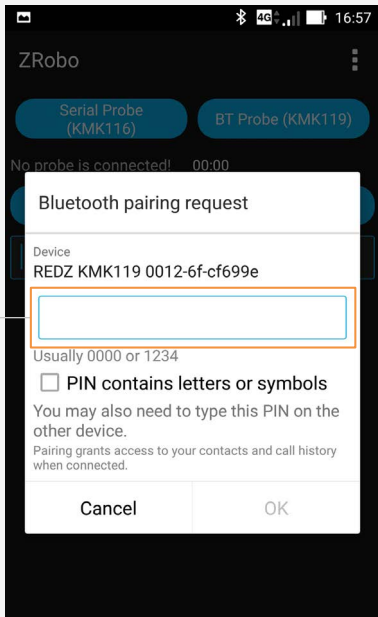 4G 16:57
ZRobo
Serial Probe
(KMK116)
BT Probe (KMK119)
No probe is connected! 00:00
Bluetooth pairing request
Device
REDZ KMK119 0012-6f-cf699e
Usually 0000 or 1234
PIN contains letters or symbols
You may also need to type this PIN on the
other device.
Pairing grants access to your contacts and call history
when connected.
Cancel OK